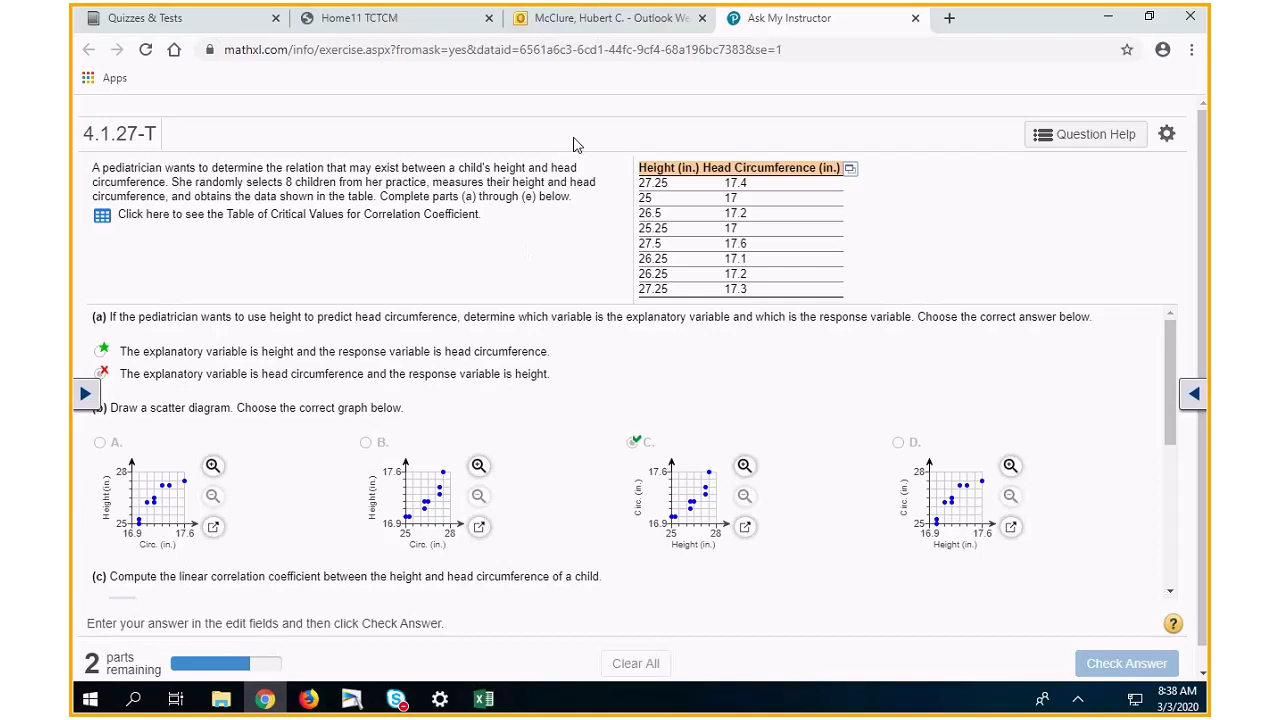 Quizzes & Tests
Home11 TCTCM
McClure, Hubert C. - Outlook We
Ask My Instructor
mathxl.com/info/exercise.aspx?fromask=yes&dataid=6561a6c3-6cd1-44fc-9cf4-68a196bc7383&se=1
Apps
4.1.27-T
Question Help
A pediatrician wants to determine the relation that may exist between a child's height and head
circumference. She randomly selects 8 children from her practice, measures their height and head
circumference, and obtains the data shown in the table. Complete parts (a) through (e) below.
Click here to see the Table of Critical Values for Correlation Coefficient.
Height (in.) Head Circumference (in.)
27.25 17.4
25 17
26.5 17.2
25.25 17
27.5 17.6
26.25 17.1
26.25 17.2
27.25 17.3
(a) If the pediatrician wants to use height to predict head circumference, determine which variable is the explanatory variable and which is the response variable. Choose the correct answer below.
The explanatory variable is height and the response variable is head circumference.
The explanatory variable is head circumference and the response variable is height.
) Draw a scatter diagram. Choose the correct graph below.
A.
28
Height(in.)
25
16.9 17.6
Circ. (in.)
B.
17.6
Height(in.)
16.9
25 28
Circ. (in.)
C.
17.6
Circ. (in.)
16.9
25 28
Height (in.)
D.
28
Circ. (in.)
25
16.9 17.6
Height (in.)
(c) Compute the linear correlation coefficient between the height and head circumference of a child.
Enter your answer in the edit fields and then click Check Answer.
?
2 parts
remaining
Clear All
Check Answer
8:38 AM
3/3/2020